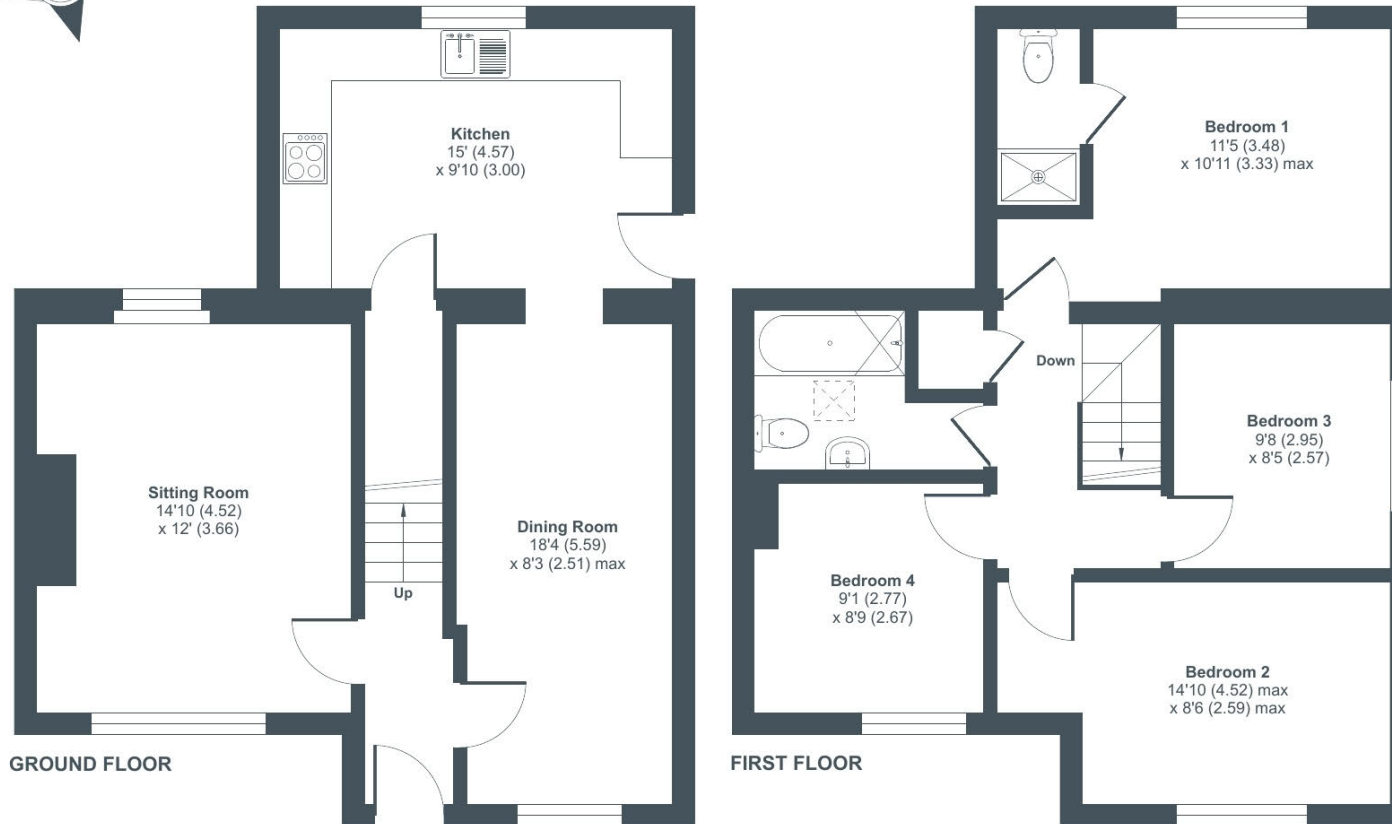 Kitchen
15' (4.57)
x 9'10 (3.00)
Sitting Room
14'10 (4.52)
x 12' (3.66)
Dining Room
18'4 (5.59)
x 8'3 (2.51) max
Up
GROUND FLOOR
Bedroom 1
11'5 (3.48)
x 10'11 (3.33) max
Down
Bedroom 3
9'8 (2.95)
x 8'5 (2.57)
Bedroom 4
9'1 (2.77)
x 8'9 (2.67)
Bedroom 2
14'10 (4.52) max
x 8'6 (2.59) max
FIRST FLOOR